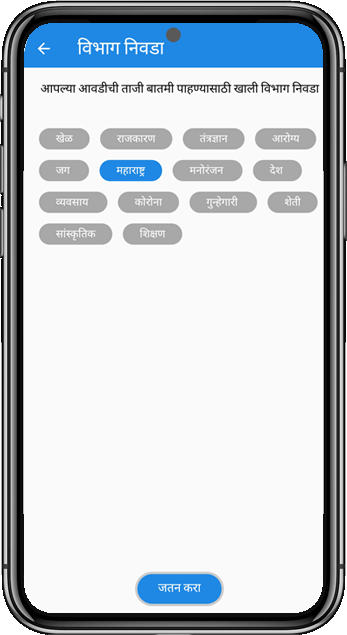 विभाग निवडा
आपल्या आवडीची ताजी बातमी पाहण्यासाठी खाली विभाग निवडा
खेळ राजकारण तंत्रज्ञान आरोग्य
जग महाराष्ट्र मनोरंजन देश
व्यवसाय कोरोना गुन्हेगारी शेती
सांस्कृतिक शिक्षण
जतन करा